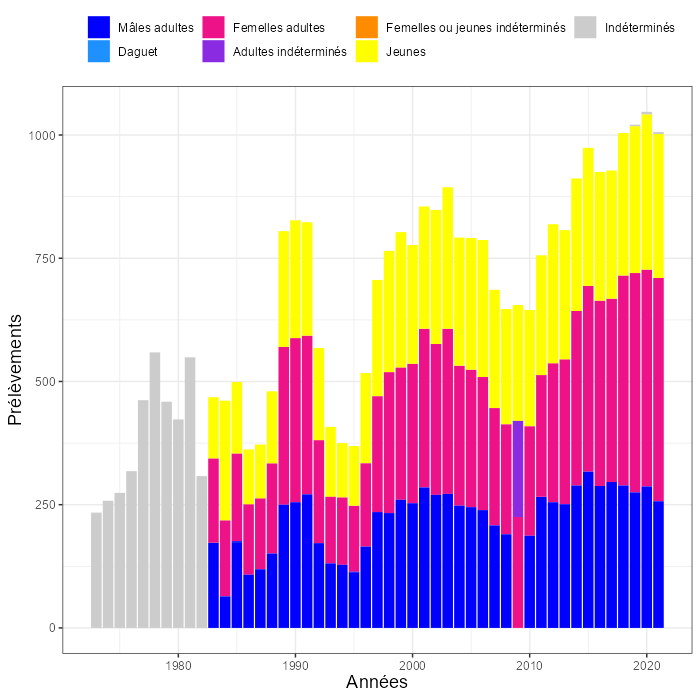 Mâles adultes Femelles adultes Femelles ou jeunes indéterminés Indéterminés
Daguet Adultes indéterminés Jeunes
1000
750
500
250
0
Prélèvements
1980 1990 2000 2010 2020
Années